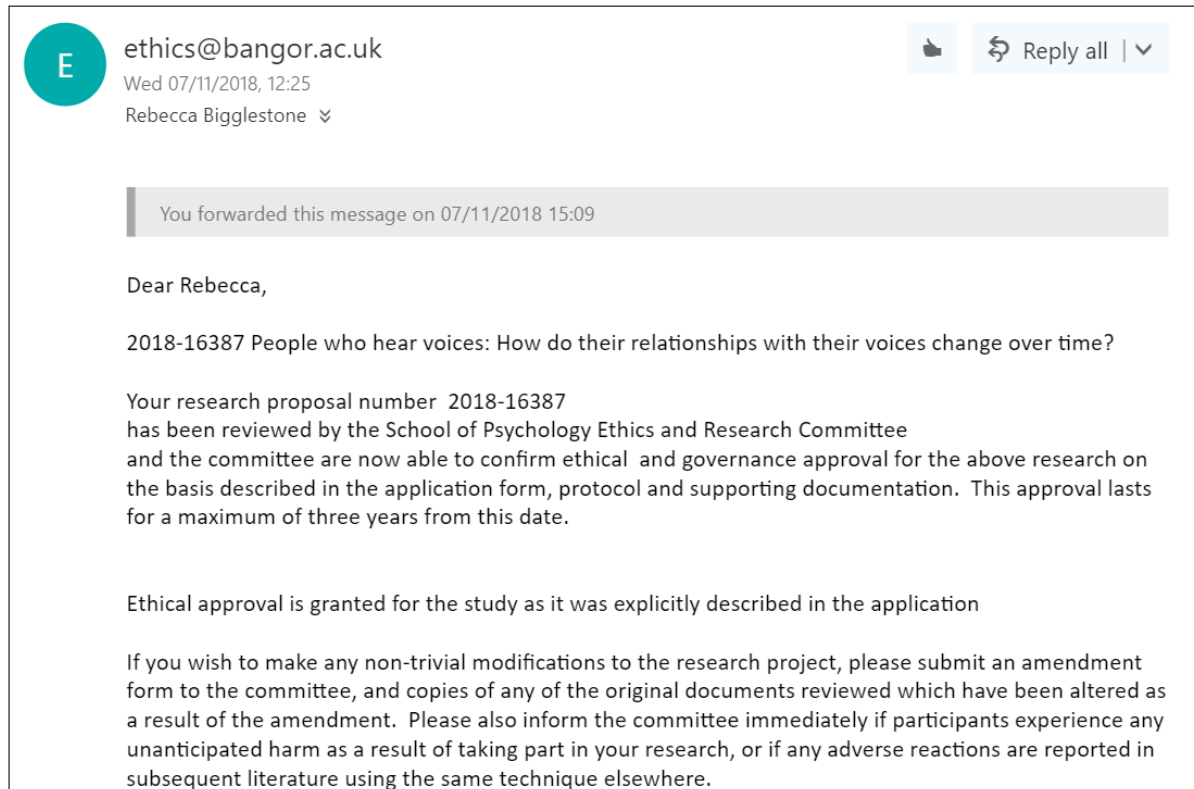 E
ethics@bangor.ac.uk
Reply all |
Wed 07/11/2018, 12:25
Rebecca Bigglestone
You forwarded this message on 07/11/2018 15:09
Dear Rebecca,
2018-16387 People who hear voices: How do their relationships with their voices change over time?
Your research proposal number  2018-16387
has been reviewed by the School of Psychology Ethics and Research Committee
and the committee are now able to confirm ethical  and governance approval for the above research on
the basis described in the application form, protocol and supporting documentation.  This approval lasts
for a maximum of three years from this date.
Ethical approval is granted for the study as it was explicitly described in the application
If you wish to make any non-trivial modifications to the research project, please submit an amendment
form to the committee, and copies of any of the original documents reviewed which have been altered as
a result of the amendment.  Please also inform the committee immediately if participants experience any
unanticipated harm as a result of taking part in your research, or if any adverse reactions are reported in
subsequent literature using the same technique elsewhere.